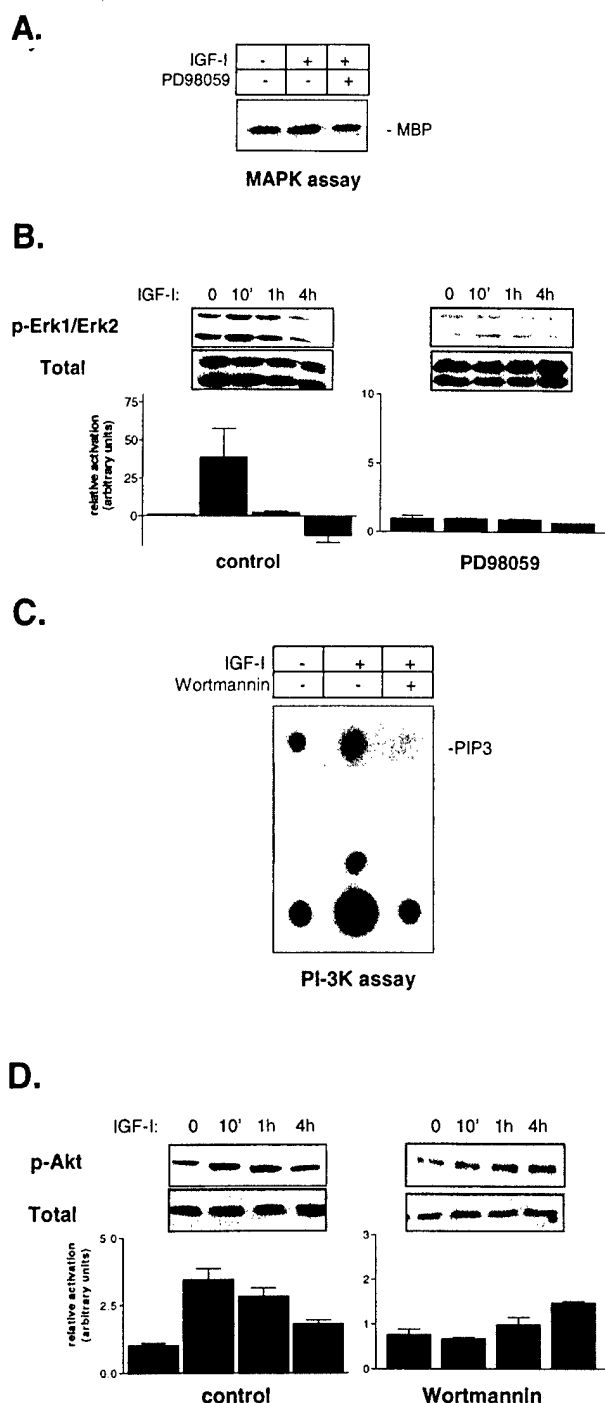 A.
IGF-I - + +
PD98059 - - +
- MBP
MAPK assay
B.
IGF-I: 0 10' 1h 4h
0 10' 1h 4h
p-Erk1/Erk2
Total
relative activation
(arbitrary units)
75
50
25
0
10
5
0
control
PD98059
C.
IGF-I - + +
Wortmannin - - +
-PIP3
PI-3K assay
D.
IGF-I: 0 10' 1h 4h
0 10' 1h 4h
p-Akt
Total
relative activation
(arbitrary units)
5.0
2.5
0.0
3
2
1
0
control
Wortmannin